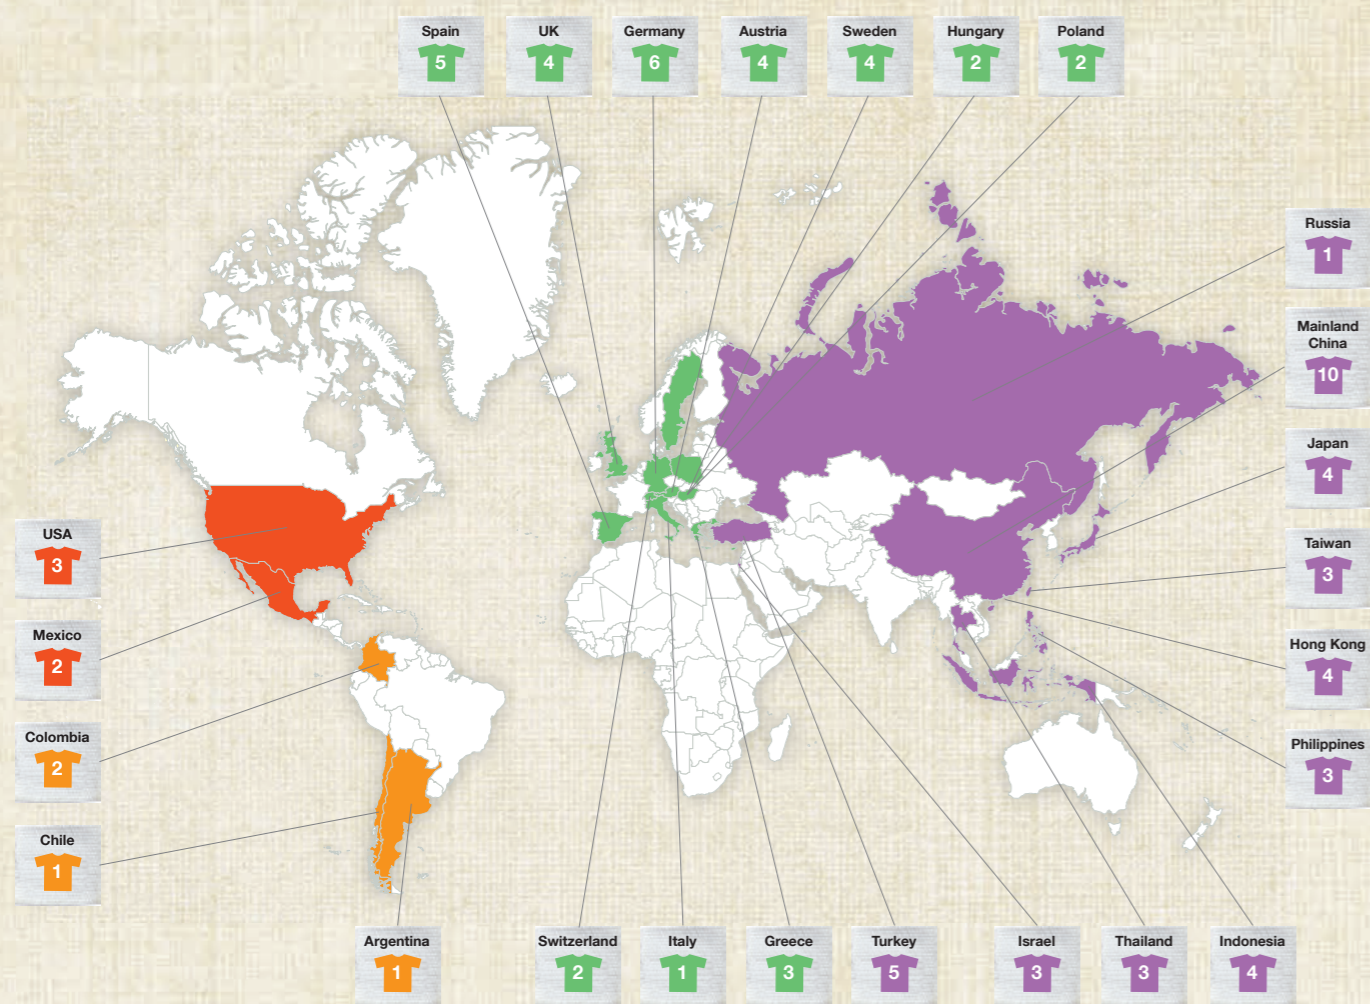 Spain
5
UK
4
Germany
6
Austria
4
Sweden
4
Hungary
2
Poland
2
Russia
1
Mainland
China
10
Japan
4
Taiwan
3
Hong Kong
4
Philippines
3
USA
3
Mexico
2
Colombia
2
Chile
1
Argentina
1
Switzerland
2
Italy
1
Greece
3
Turkey
5
Israel
3
Thailand
3
Indonesia
4